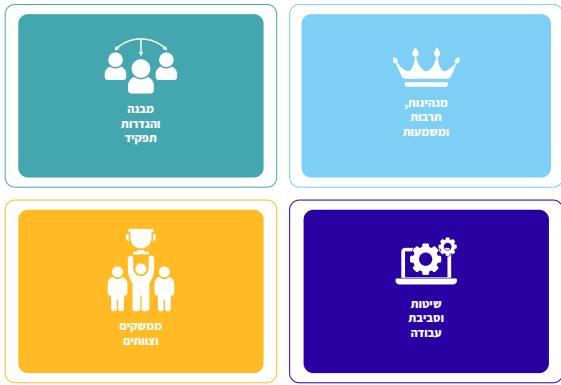 מנהיגות,
תרבות
ומשמעות
מבנה
והגדרות
תפקיד
שיטות
וסביבת
עבודה
ממשקים
וצוותים